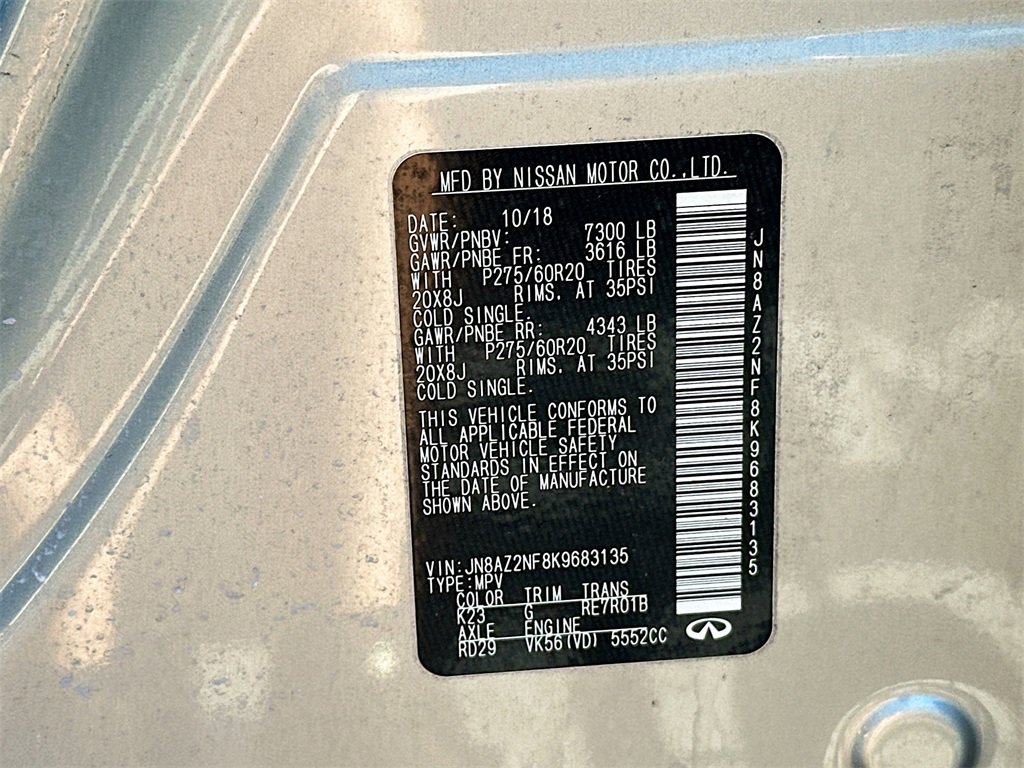 MFD BY NISSAN MOTOR CO.,LTD.
DATE: 10/18
GVWR/PNBV: 7300 LB
GAWR/PNBE FR: 3616 LB
WITH P275/60R20 TIRES
20X8J RIMS. AT 35PSI
COLD SINGLE.
GAWR/PNBE RR: 4343 LB
WITH P275/60R20 TIRES
20X8J RIMS. AT 35PSI
COLD SINGLE.
THIS VEHICLE CONFORMS TO
ALL APPLICABLE FEDERAL
MOTOR VEHICLE SAFETY
STANDARDS IN EFFECT ON
THE DATE OF MANUFACTURE
SHOWN ABOVE.
VIN:JN8AZ2NF8K9683135
TYPE:MPV
COLOR TRIM TRANS
K23 G RE7R01B
AXLE ENGINE
RD29 VK56(VD) 5552CC
JN8AZ2NF8K9683135